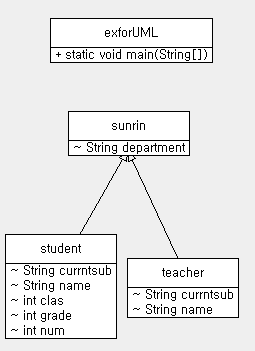 exforUML
+ static void main(String[])
sunrin
~ String department
student
~ String currntsub
~ String name
~ int clas
~ int grade
~ int num
teacher
~ String currntsub
~ String name